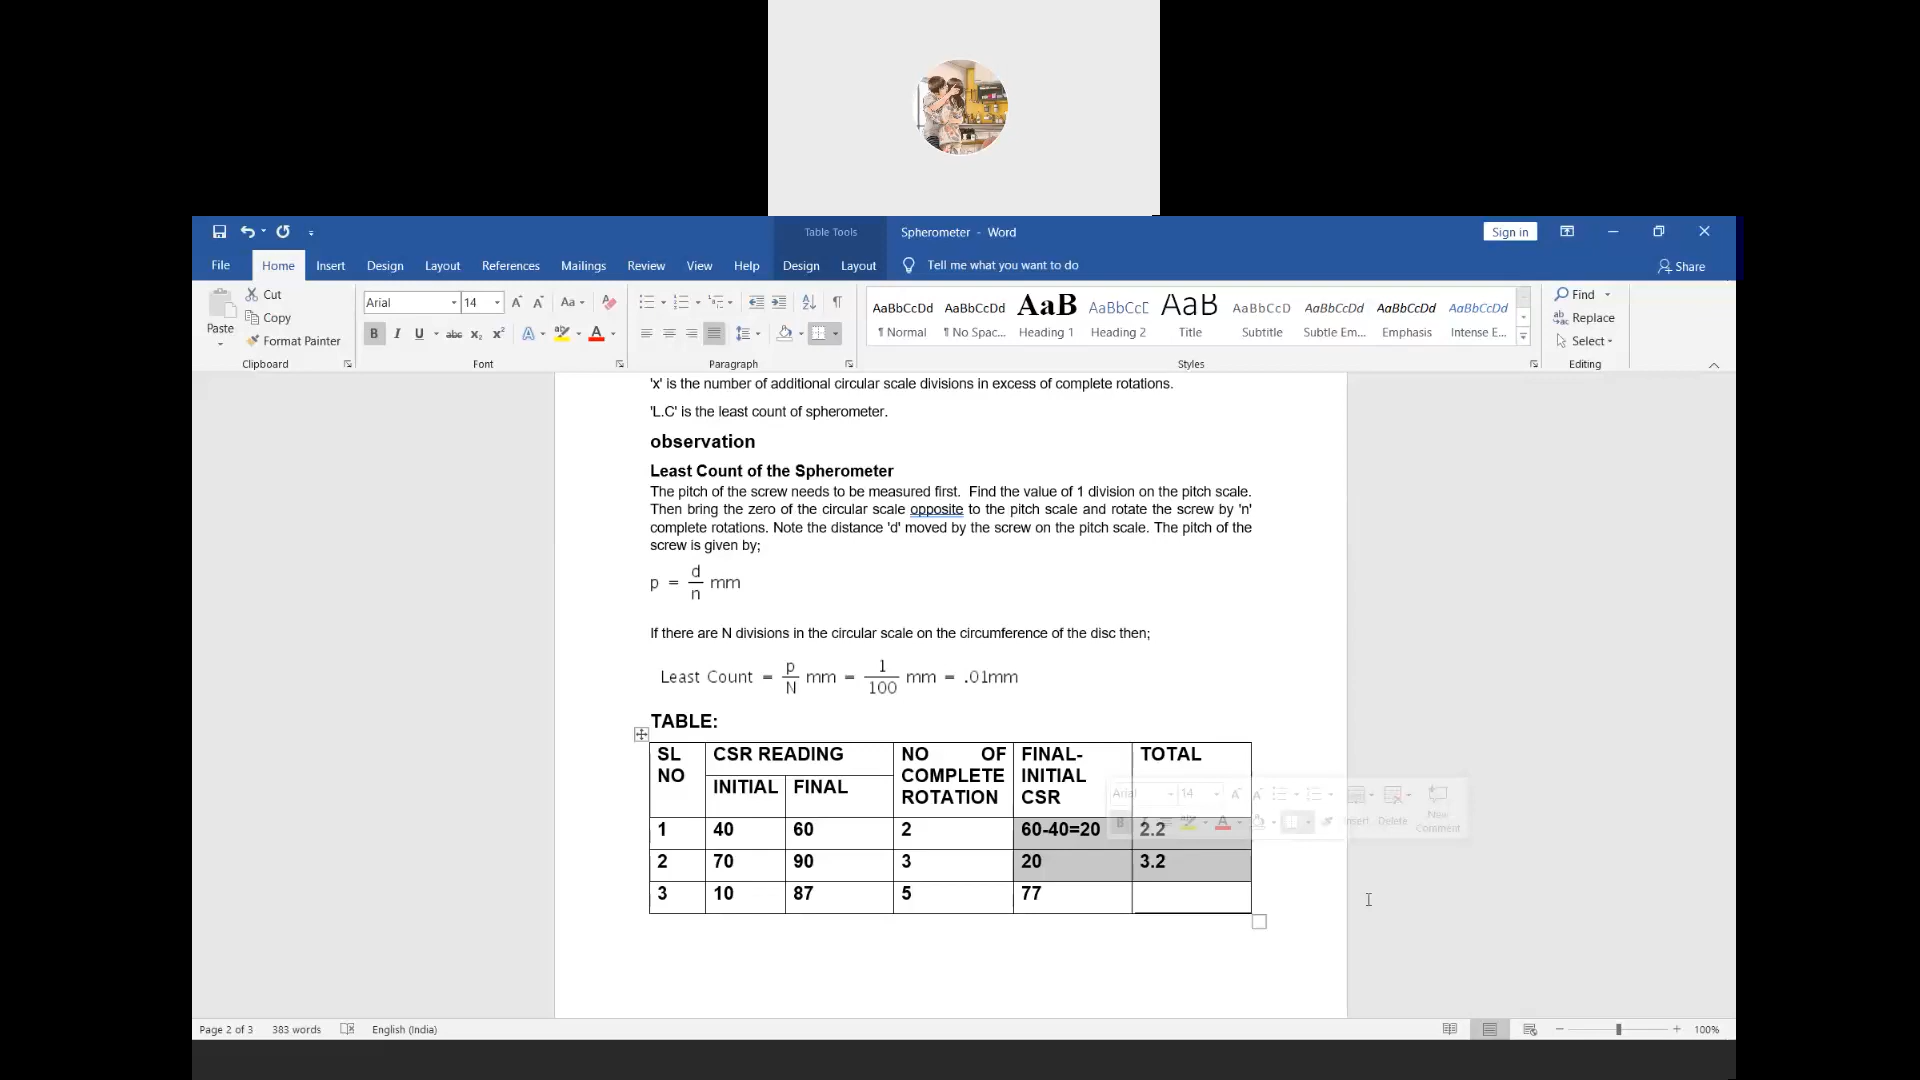 Table Tools
Spherometer - Word
Sign in
File
Home
Insert
Design
Layout
References
Mailings
Review
View
Help
Design
Layout
Tell me what you want to do
Share
Paste
Cut
Copy
Format Painter
Clipboard
Arial
14
Font
Paragraph
AaBbCcDd
¶ Normal
AaBbCcDd
¶ No Spac...
AaB
Heading 1
AaBbCcE
Heading 2
AaB
Title
AaBbCcD
Subtitle
AaBbCcDd
Subtle Em...
AaBbCcDd
Emphasis
AaBbCcDd
Intense E...
Styles
Find
Replace
Select
Editing
'x' is the number of additional circular scale divisions in excess of complete rotations.
'L.C' is the least count of spherometer.
observation
Least Count of the Spherometer
The pitch of the screw needs to be measured first. Find the value of 1 division on the pitch scale.
Then bring the zero of the circular scale opposite to the pitch scale and rotate the screw by 'n'
complete rotations. Note the distance 'd' moved by the screw on the pitch scale. The pitch of the
screw is given by;
p = d/n mm
If there are N divisions in the circular scale on the circumference of the disc then;
Least Count = p/N mm = 1/100 mm = .01mm
TABLE:
SL NO
CSR READING
NO OF COMPLETE ROTATION
FINAL-INITIAL CSR
TOTAL
INITIAL
FINAL
1 40 60 2 60-40=20 2.2
2 70 90 3 20 3.2
3 10 87 5 77
Arial
14
Insert
Delete
New Comment
Page 2 of 3
383 words
English (India)
100%